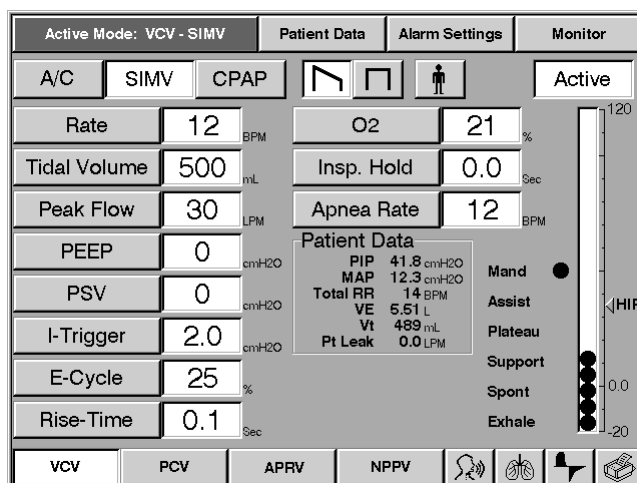 Active Mode: VCV - SIMV Patient Data Alarm Settings Monitor
A/C SIMV CPAP Active
Rate 12 BPM O2 21 %
120
Tidal Volume 500 mL Insp. Hold 0.0 Sec
Peak Flow 30 LPM Apnea Rate 12 BPM
Patient Data
PEEP 0 cmH2O
PIP 41.8 cmH2O
MAP 12.3 cmH2O
Mand
PSV 0 cmH2O
Total RR 14 BPM
Assist
HIP
VE 5.51 L
Vt 489 mL
Plateau
I-Trigger 2.0 cmH2O
Pt Leak 0.0 LPM
Support
E-Cycle 25 %
Spont
0.0
Rise-Time 0.1 Sec
Exhale
-20
VCV PCV APRV NPPV